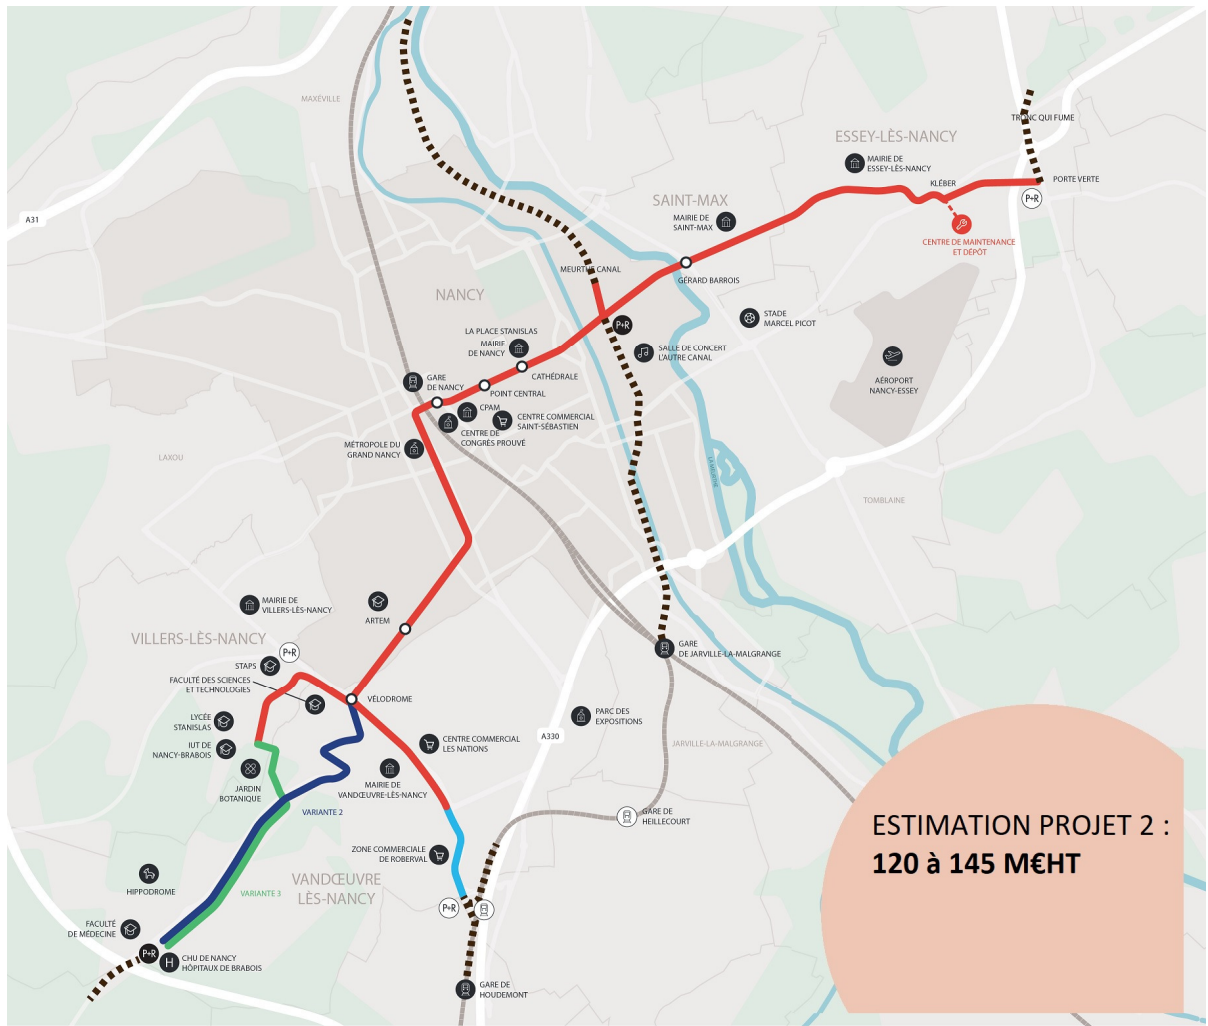 MAXÉVILLE
TRONC QUI FUME
ESSEY-LÈS-NANCY
MAIRIE DE
ESSEY-LÈS-NANCY
KLÉBER
PORTE VERTE
P+R
SAINT-MAX
MAIRIE DE
SAINT-MAX
A31
CENTRE DE MAINTENANCE
ET DÉPÔT
MEURTHE CANAL
GÉRARD BARROIS
NANCY
STADE
MARCEL PICOT
P+R
LA PLACE STANISLAS
MAIRIE
DE NANCY
SALLE DE CONCERT
L'AUTRE CANAL
AÉROPORT
NANCY-ESSEY
GARE
DE NANCY
CATHÉDRALE
POINT CENTRAL
CPAM
CENTRE COMMERCIAL
SAINT-SÉBASTIEN
CENTRE DE
CONGRÈS PROUVÉ
MÉTROPOLE DU
GRAND NANCY
LAXOU
LA MEURTHE
TOMBLAINE
MAIRIE DE
VILLERS-LÈS-NANCY
ARTEM
VILLERS-LÈS-NANCY
P+R
STAPS
GARE
DE JARVILLE-LA-MALGRANGE
FACULTÉ DES SCIENCES
ET TECHNOLOGIES
VÉLODROME
LYCÉE
STANISLAS
PARC DES
EXPOSITIONS
IUT DE
NANCY-BRABOIS
CENTRE COMMERCIAL
LES NATIONS
A330
JARVILLE-LA-MALGRANGE
JARDIN
BOTANIQUE
MAIRIE DE
VANDŒUVRE-LÈS-NANCY
VARIANTE 2
GARE DE
HEILLECOURT
ESTIMATION PROJET 2 :
120 à 145 M€HT
ZONE COMMERCIALE
DE ROBERVAL
HIPPODROME
VARIANTE 3
VANDŒUVRE
LÈS-NANCY
P+R
FACULTÉ
DE MÉDECINE
P+R
H
CHU DE NANCY
HÔPITAUX DE BRABOIS
GARE DE
HOUDEMONT